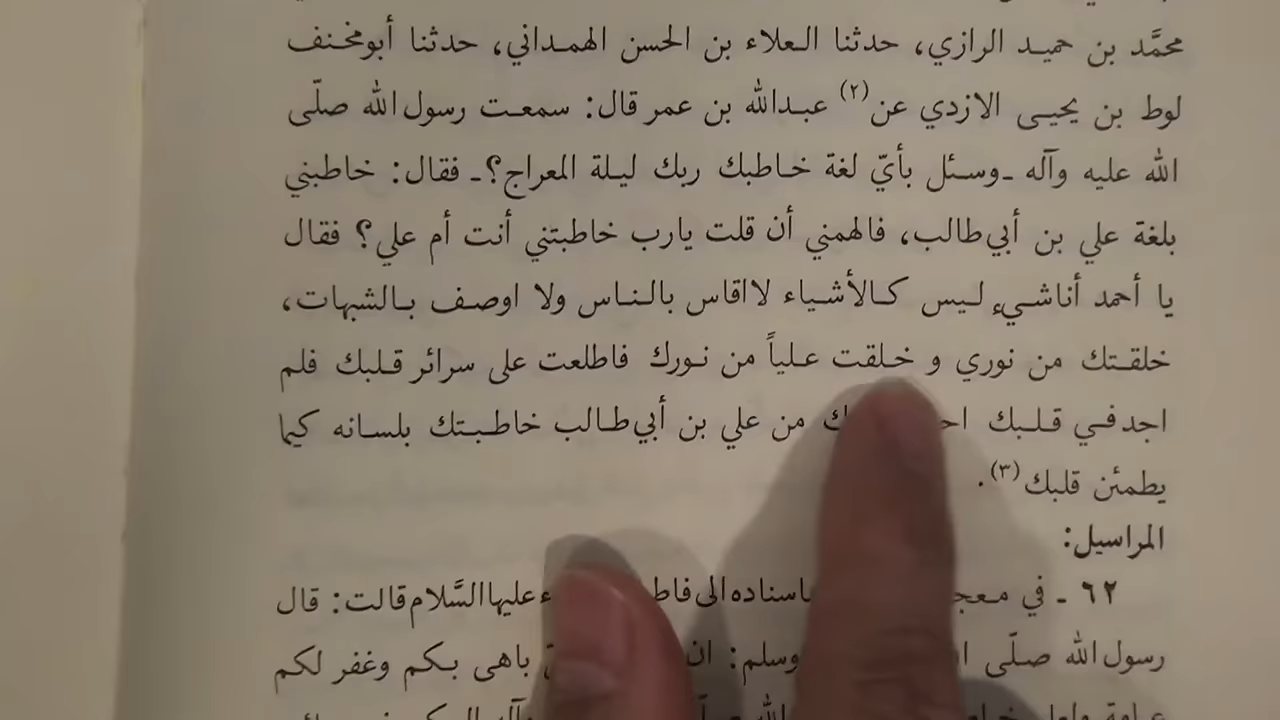 محمَّد بن حميد الرازي، حدثنا العلاء بن الحسن الهمداني، حدثنا أبومخنف
لوط بن يحيى الازدي عن(٢) عبدالله بن عمر قال: سمعت رسول الله صلّى
الله عليه وآله ـ وسئل بأيّ لغة خاطبك ربك ليلة المعراج؟ ـ فقال: خاطبني
بلغة علي بن أبي طالب، فالهمني أن قلت يارب خاطبتني أنت أم علي؟ فقال
يا أحمد أناشيء ليس كالأشياء لااقاس بالناس ولا اوصف بالشبهات،
خلقتك من نوري و خلقت علياً من نورك فاطلعت على سرائر قلبك فلم
اجد في قلبك من علي بن أبي طالب خاطبتك بلسانه كيما
يطمئن قلبك(٣).
المراسيل:
٦٢ ـ في باسناده الى عليها السَّلام قالت: قال
رسول الله صلّى وسلم: باهى بكم وغفر لكم